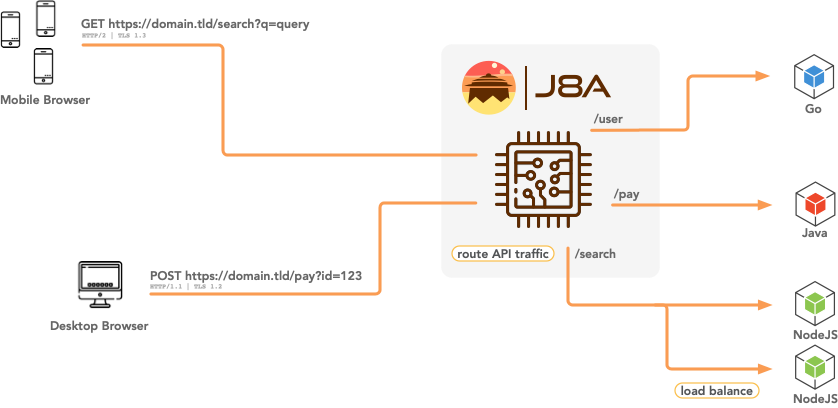 GET https://domain.tld/search?q=query
HTTP/2 | TLS 1.3
Mobile Browser
J8A
/user
Go
/pay
Java
route API traffic
/search
POST https://domain.tld/pay?id=123
HTTP/1.1 | TLS 1.2
Desktop Browser
NodeJS
load balance
NodeJS